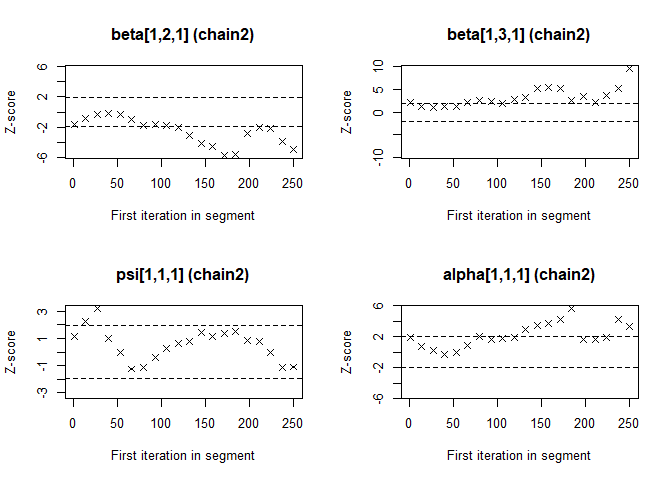 beta[1,2,1] (chain2)
Z-score
6
2
-2
-6
0 50 100 150 200 250
First iteration in segment
beta[1,3,1] (chain2)
Z-score
10
5
0
-10
0 50 100 150 200 250
First iteration in segment
psi[1,1,1] (chain2)
Z-score
3
1
-1
-3
0 50 100 150 200 250
First iteration in segment
alpha[1,1,1] (chain2)
Z-score
6
2
-2
-6
0 50 100 150 200 250
First iteration in segment